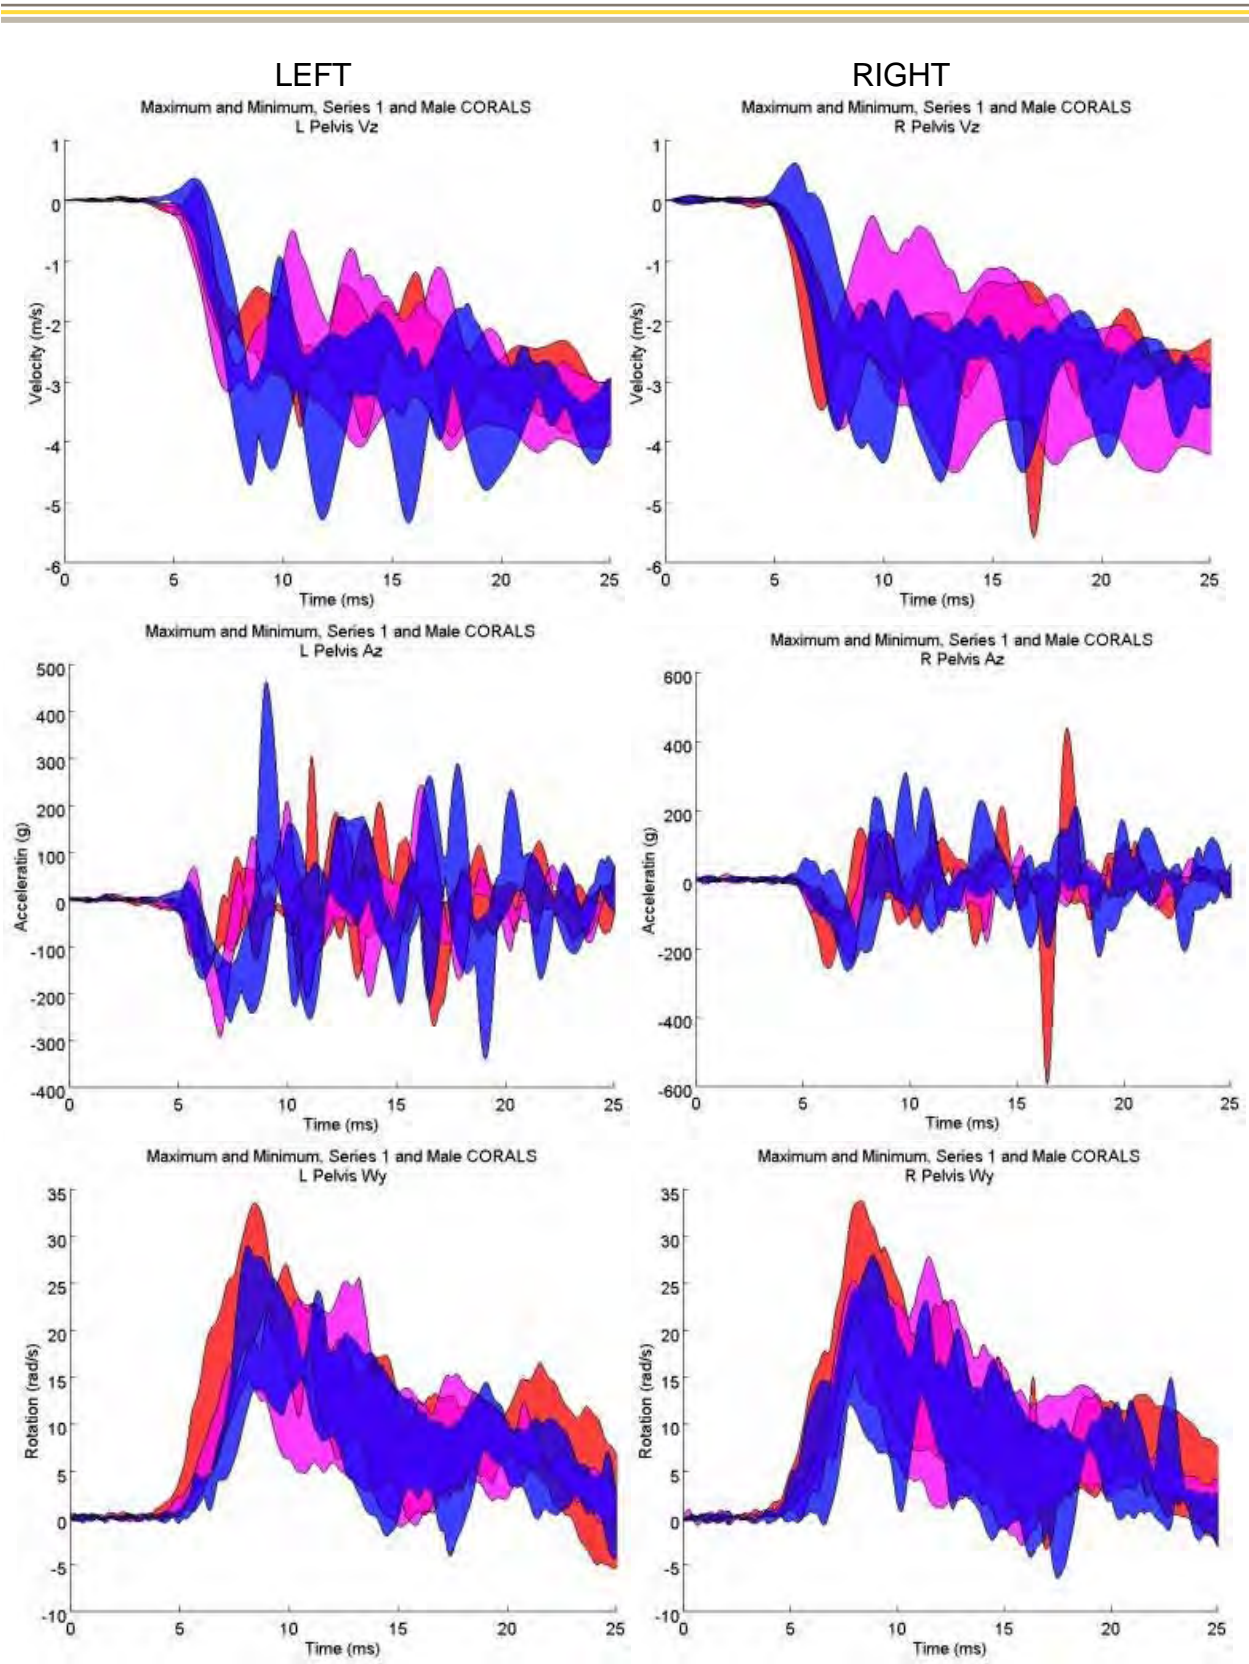 LEFT
RIGHT
Maximum and Minimum, Series 1 and Male CORALS
L Pelvis Vz
1
0
-1
-2
-3
-4
-5
-6
Velocity (m/s)
0 5 10 15 20 25
Time (ms)
Maximum and Minimum, Series 1 and Male CORALS
R Pelvis Vz
1
0
-1
-2
-3
-4
-5
-6
Velocity (m/s)
0 5 10 15 20 25
Time (ms)
Maximum and Minimum, Series 1 and Male CORALS
L Pelvis Az
500
400
300
200
100
0
-100
-200
-300
-400
Acceleratin (g)
0 5 10 15 20 25
Time (ms)
Maximum and Minimum, Series 1 and Male CORALS
R Pelvis Az
600
400
200
0
-200
-400
-600
Acceleratin (g)
0 5 10 15 20 25
Time (ms)
Maximum and Minimum, Series 1 and Male CORALS
L Pelvis Wy
35
30
25
20
15
10
5
0
-5
-10
Rotation (rad/s)
0 5 10 15 20 25
Time (ms)
Maximum and Minimum, Series 1 and Male CORALS
R Pelvis Wy
35
30
25
20
15
10
5
0
-5
-10
Rotation (rad/s)
0 5 10 15 20 25
Time (ms)